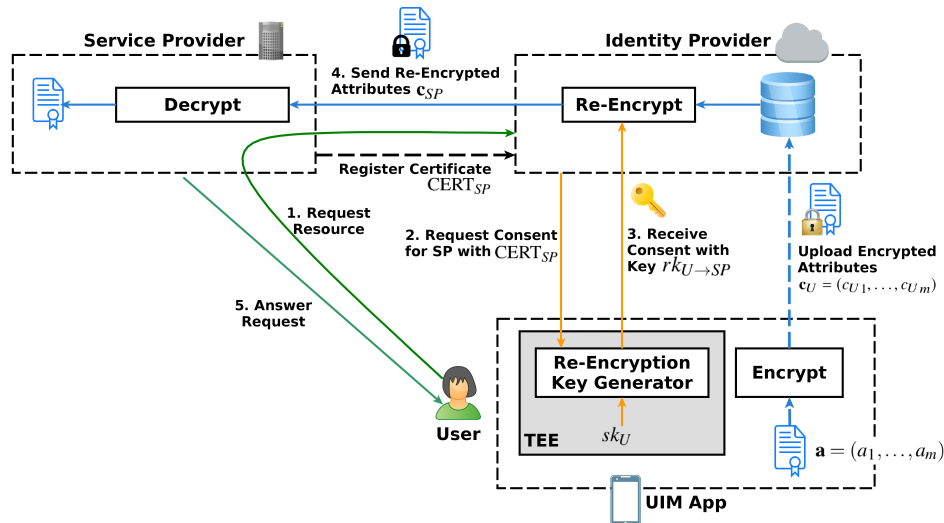 Service Provider
Identity Provider
4. Send Re-Encrypted
Attributes c_SP
Decrypt
Re-Encrypt
Register Certificate
CERT_SP
1. Request
Resource
2. Request Consent
for SP with CERT_SP
3. Receive
Consent with
Key rk_U→SP
Upload Encrypted
Attributes
c_U = (c_U1, . . . , c_Um)
5. Answer
Request
Re-Encryption
Key Generator
Encrypt
User
sk_U
TEE
a = (a_1, . . . , a_m)
UIM App